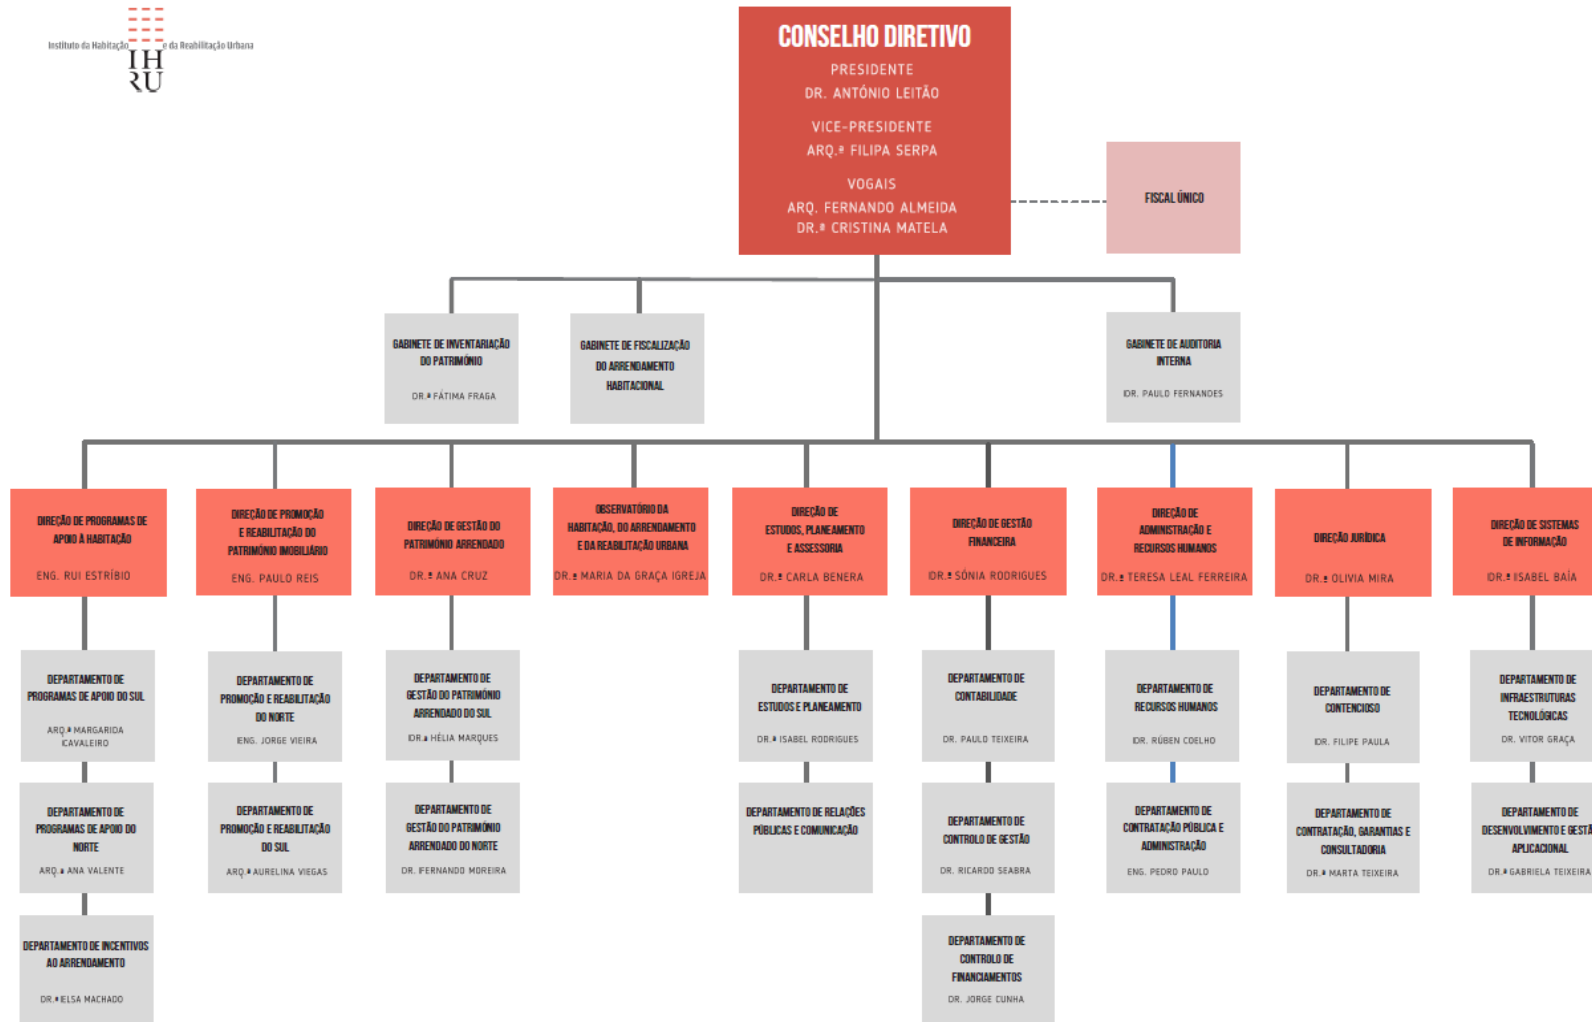 Instituto da Habitação e da Reabilitação Urbana
IH
RU
CONSELHO DIRETIVO
PRESIDENTE
DR. ANTÓNIO LEITÃO
VICE-PRESIDENTE
ARQ.ª FILIPA SERPA
VOGAIS
ARQ. FERNANDO ALMEIDA
DR.ª CRISTINA MATELA
FISCAL ÚNICO
GABINETE DE INVENTARIAÇÃO
DO PATRIMÓNIO
DR.ª FÁTIMA FRAGA
GABINETE DE FISCALIZAÇÃO
DO ARRENDAMENTO
HABITACIONAL
GABINETE DE AUDITORIA
INTERNA
DR. PAULO FERNANDES
DIREÇÃO DE PROGRAMAS DE
APOIO À HABITAÇÃO
ENG. RUI ESTRÍBIO
DIREÇÃO DE PROMOÇÃO
E REABILITAÇÃO DO
PATRIMÓNIO IMOBILIÁRIO
ENG. PAULO REIS
DIREÇÃO DE GESTÃO DO
PATRIMÓNIO ARRENDADO
DR.ª ANA CRUZ
OBSERVATÓRIO DA
HABITAÇÃO, DO ARRENDAMENTO
E DA REABILITAÇÃO URBANA
DR.ª MARIA DA GRAÇA IGREJA
DIREÇÃO DE
ESTUDOS, PLANEAMENTO
E ASSESSORIA
DR.ª CARLA BENERA
DIREÇÃO DE GESTÃO
FINANCEIRA
DR.ª SÓNIA RODRIGUES
DIREÇÃO DE
ADMINISTRAÇÃO E
RECURSOS HUMANOS
DR.ª TERESA LEAL FERREIRA
DIREÇÃO JURÍDICA
DR.ª OLIVIA MIRA
DIREÇÃO DE SISTEMAS
DE INFORMAÇÃO
DR.ª ISABEL BAÍA
DEPARTAMENTO DE
PROGRAMAS DE APOIO DO SUL
ARQ.ª MARGARIDA
CAVALEIRO
DEPARTAMENTO DE
PROMOÇÃO E REABILITAÇÃO
DO NORTE
ENG. JORGE VIEIRA
DEPARTAMENTO DE
GESTÃO DO PATRIMÓNIO
ARRENDADO DO SUL
DR.ª HÉLIA MARQUES
DEPARTAMENTO DE
ESTUDOS E PLANEAMENTO
DR.ª ISABEL RODRIGUES
DEPARTAMENTO DE
CONTABILIDADE
DR. PAULO TEIXEIRA
DEPARTAMENTO DE
RECURSOS HUMANOS
DR. RÚBEN COELHO
DEPARTAMENTO DE
CONTENCIOSO
DR. FILIPE PAULA
DEPARTAMENTO DE
INFRAESTRUTURAS
TECNOLÓGICAS
DR. VITOR GRAÇA
DEPARTAMENTO DE
PROGRAMAS DE APOIO DO
NORTE
ARQ.ª ANA VALENTE
DEPARTAMENTO DE
PROMOÇÃO E REABILITAÇÃO
DO SUL
ARQ.ª AURELINA VIEGAS
DEPARTAMENTO DE
GESTÃO DO PATRIMÓNIO
ARRENDADO DO NORTE
DR. FERNANDO MOREIRA
DEPARTAMENTO DE RELAÇÕES
PÚBLICAS E COMUNICAÇÃO
DEPARTAMENTO DE
CONTROLO DE GESTÃO
DR. RICARDO SEABRA
DEPARTAMENTO DE
CONTRATAÇÃO PÚBLICA E
ADMINISTRAÇÃO
ENG. PEDRO PAULO
DEPARTAMENTO DE
CONTRATAÇÃO, GARANTIAS E
CONSULTADORIA
DR.ª MARTA TEIXEIRA
DEPARTAMENTO DE
DESENVOLVIMENTO E GESTÃ
APLICACIONAL
DR.ª GABRIELA TEIXEIRA
DEPARTAMENTO DE INCENTIVOS
AO ARRENDAMENTO
DR.ª ELSA MACHADO
DEPARTAMENTO DE
CONTROLO DE
FINANCIAMENTOS
DR. JORGE CUNHA